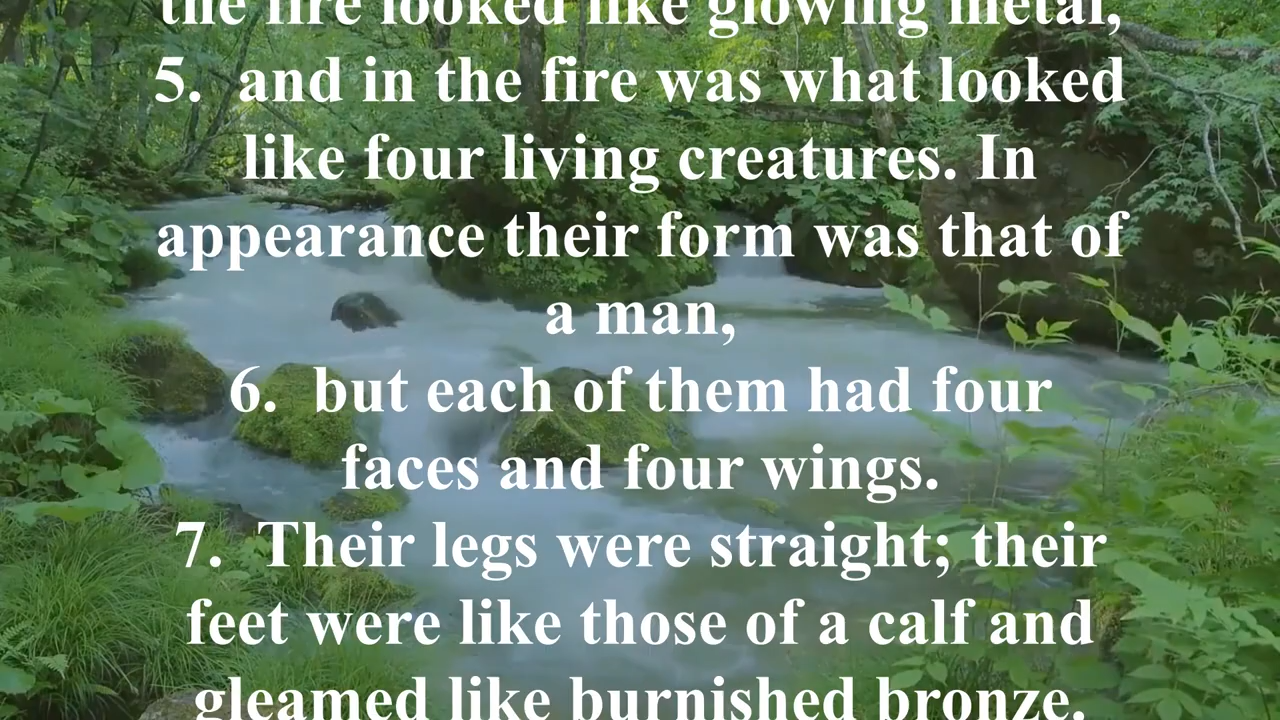 the fire looked like glowing metal,
5.  and in the fire was what looked
like four living creatures. In
appearance their form was that of
a man,
6.  but each of them had four
faces and four wings.
7.  Their legs were straight; their
feet were like those of a calf and
gleamed like burnished bronze.